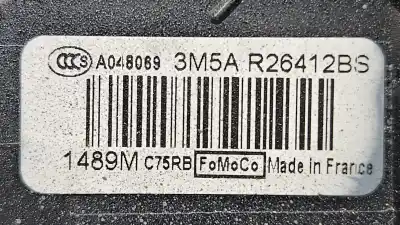 CCC S A048069 3M5A R26412BS
1489M C75RB FoMoCo Made in France